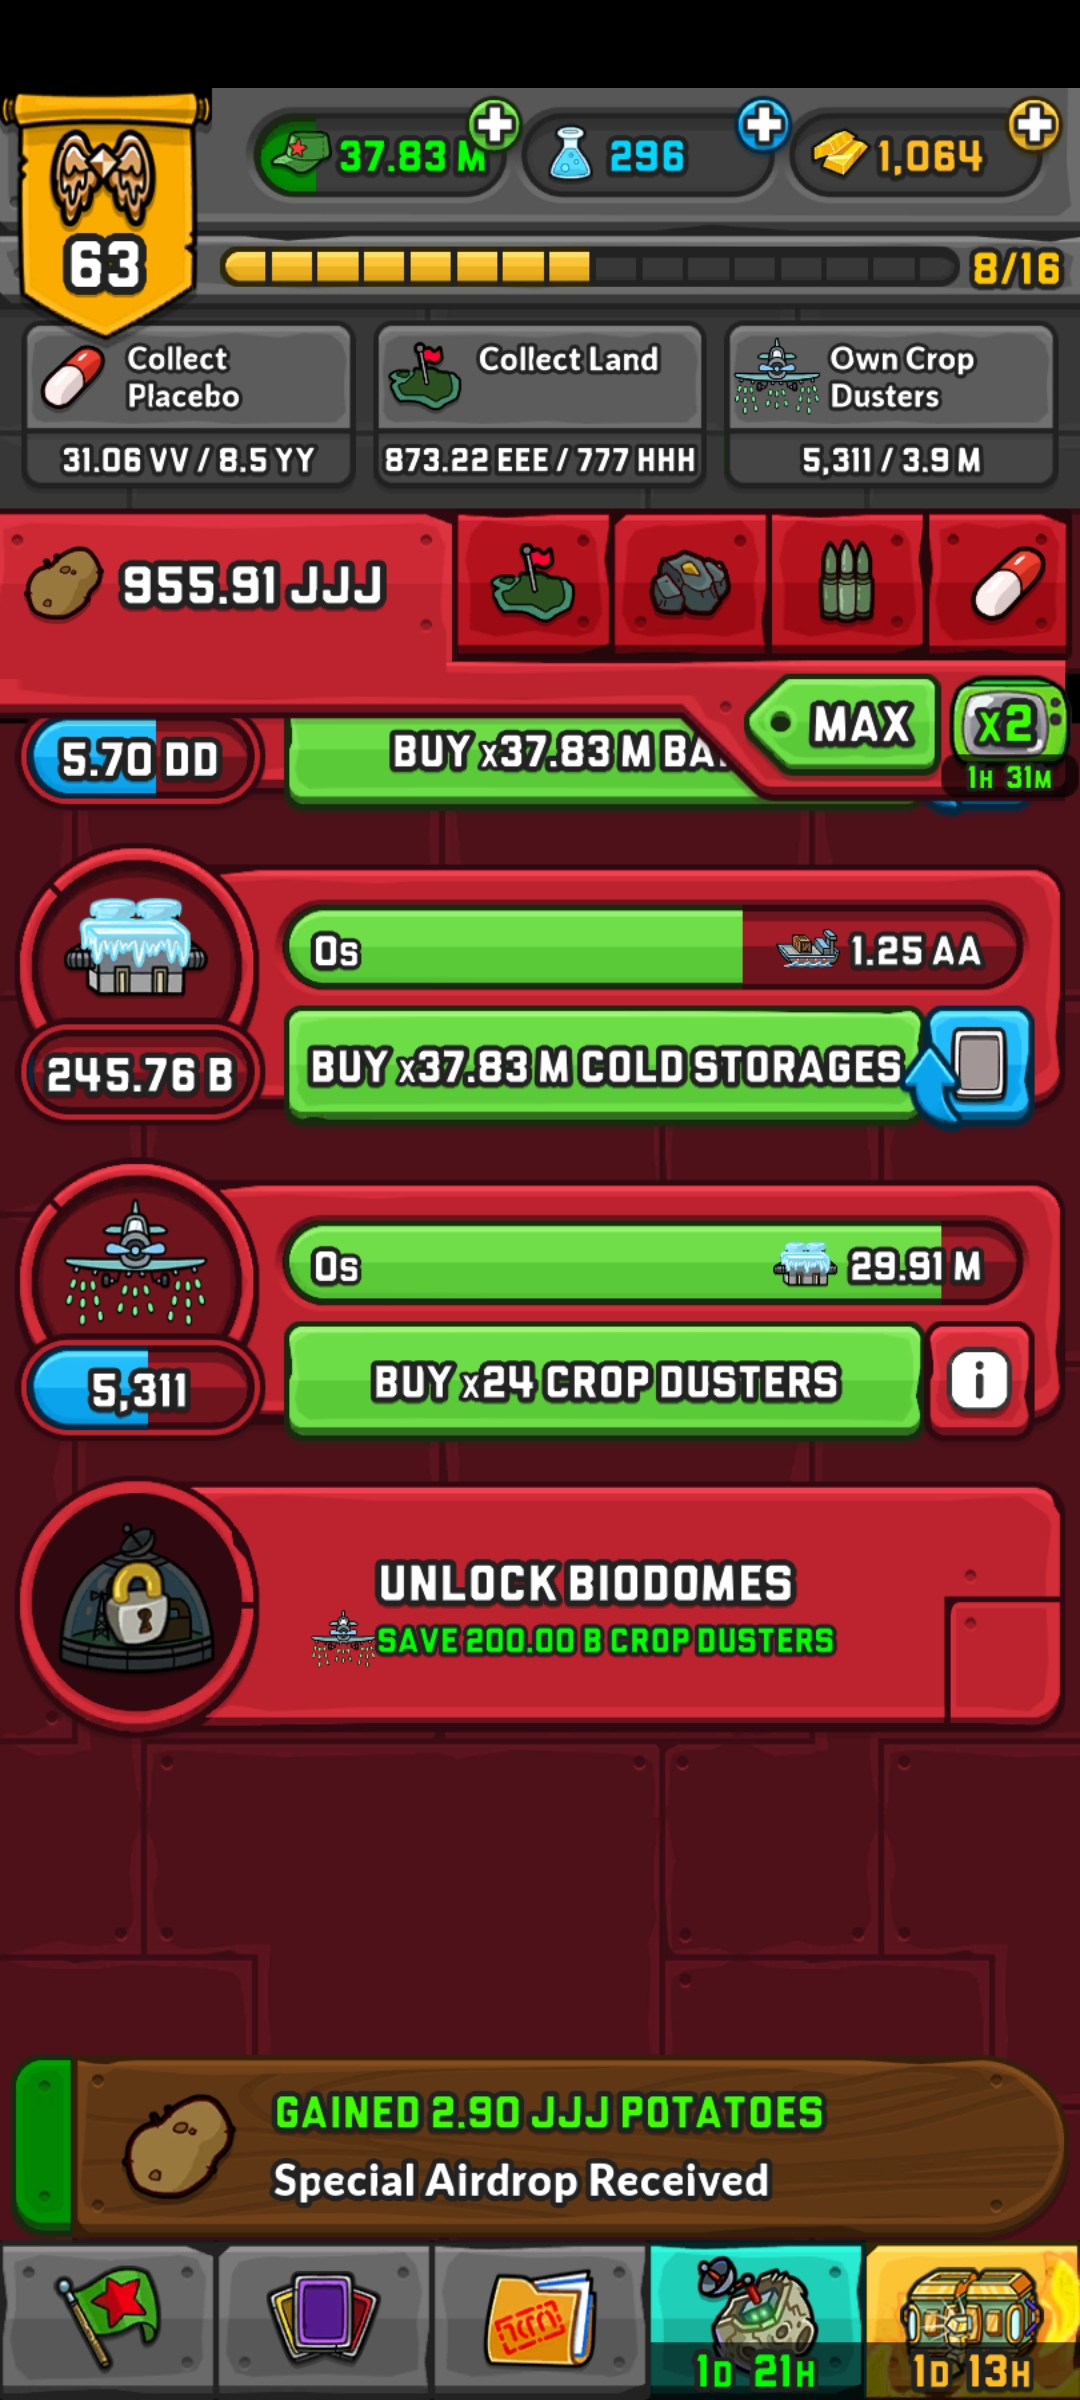 37.83 M
296
1,064
63
8/16
Collect
Placebo
31.06 VV / 8.5 YY
Collect Land
873.22 EEE / 777 HHH
Own Crop
Dusters
5,311 / 3.9 M
955.91 JJJ
MAX
X2
1H 31M
5.70 DD
BUY x37.83 M BA
0s
1.25 AA
245.76 B
BUY x37.83 M COLD STORAGES
0s
29.91 M
5,311
BUY x24 CROP DUSTERS
i
UNLOCK BIODOMES
SAVE 200.00 B CROP DUSTERS
GAINED 2.90 JJJ POTATOES
Special Airdrop Received
1D 21H
1D 13H